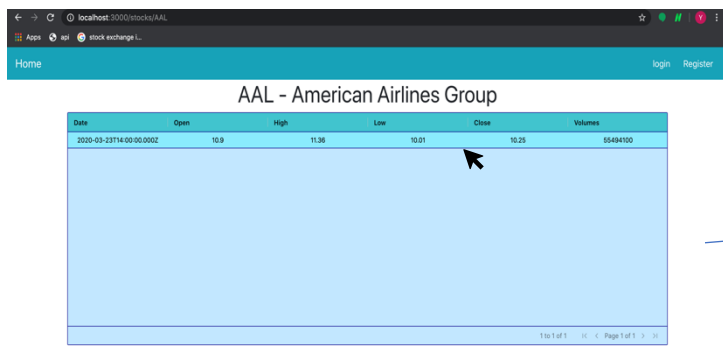 localhost:3000/stocks/AAL
Y
Apps api stock exchange i...
Home login Register
AAL - American Airlines Group
Date Open High Low Close Volumes
2020-03-23T14:00:00.000Z 10.9 11.36 10.01 10.25 55494100
1 to 1 of 1 Page 1 of 1